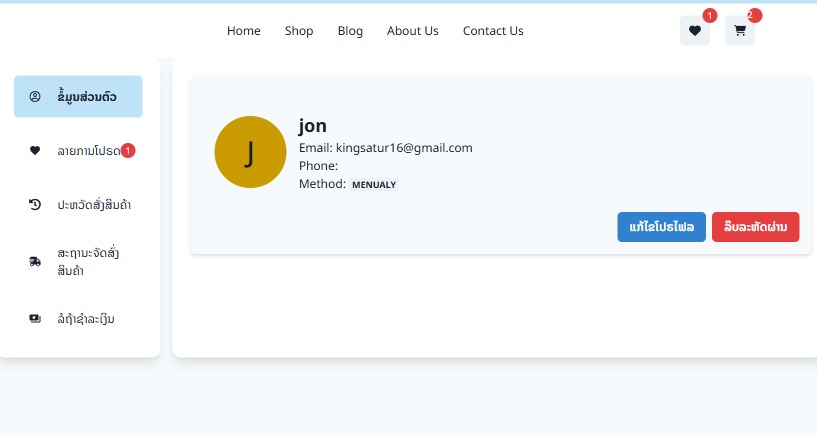 Home Shop Blog About Us Contact Us 1 2
ຂໍ້ມູນສ່ວນຕົວ
ລາຍການໂປຣດ 1
ປະຫວັດສັ່ງສິນຄ້າ
ສະຖານະຈັດສົ່ງ
ສິນຄ້າ
ລໍຖ້າຊຳລະເງິນ
J
jon
Email: kingsatur16@gmail.com
Phone:
Method: MENUALY
ແກ້ໄຂໂປຣໄຟລ ລຶບລະຫັດຜ່ານ